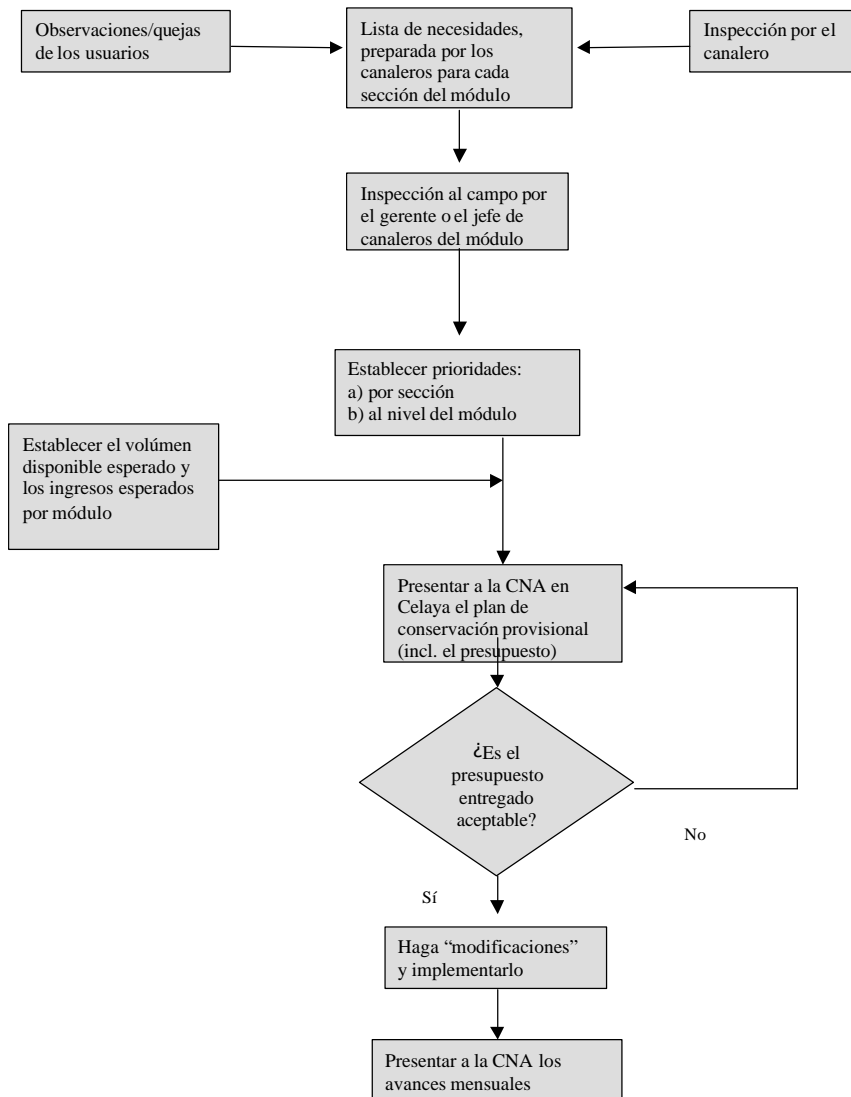 Observaciones/quejas
de los usuarios
Lista de necesidades,
preparada por los
canaleros para cada
sección del módulo
Inspección por el
canalero
Inspección al campo por
el gerente o el jefe de
canaleros del módulo
Establecer prioridades:
a) por sección
b) al nivel del módulo
Establecer el volúmen
disponible esperado y
los ingresos esperados
por módulo
Presentar a la CNA en
Celaya el plan de
conservación provisional
(incl. el presupuesto)
¿Es el
presupuesto
entregado
aceptable?
No
Sí
Haga “modificaciones”
y implementarlo
Presentar a la CNA los
avances mensuales